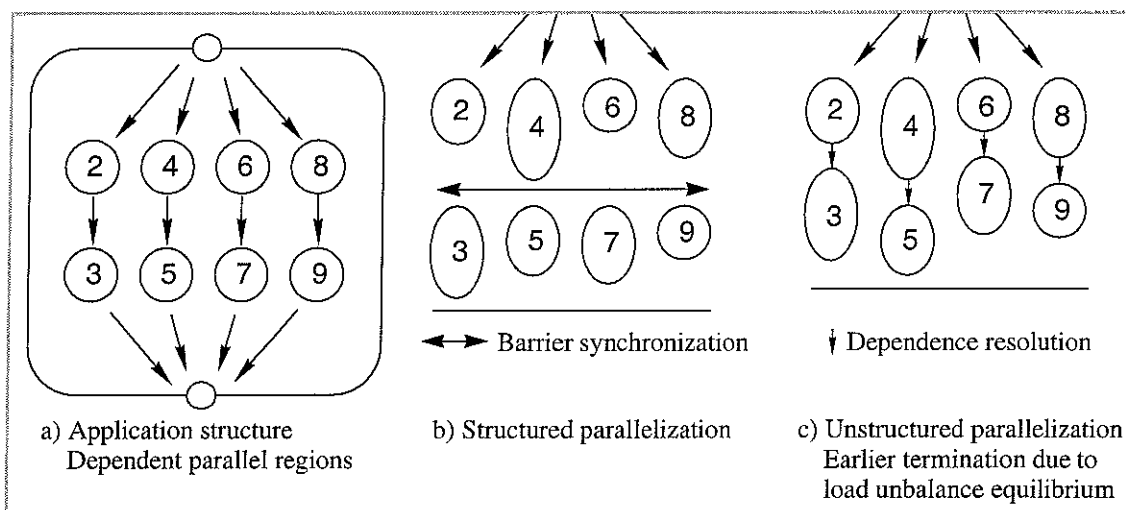 2 4 6 8
3 5 7 9
a) Application structure
Dependent parallel regions
2 4 6 8
3 5 7 9
Barrier synchronization
b) Structured parallelization
2 4 6 8
3 5 7 9
Dependence resolution
c) Unstructured parallelization
Earlier termination due to
load unbalance equilibrium